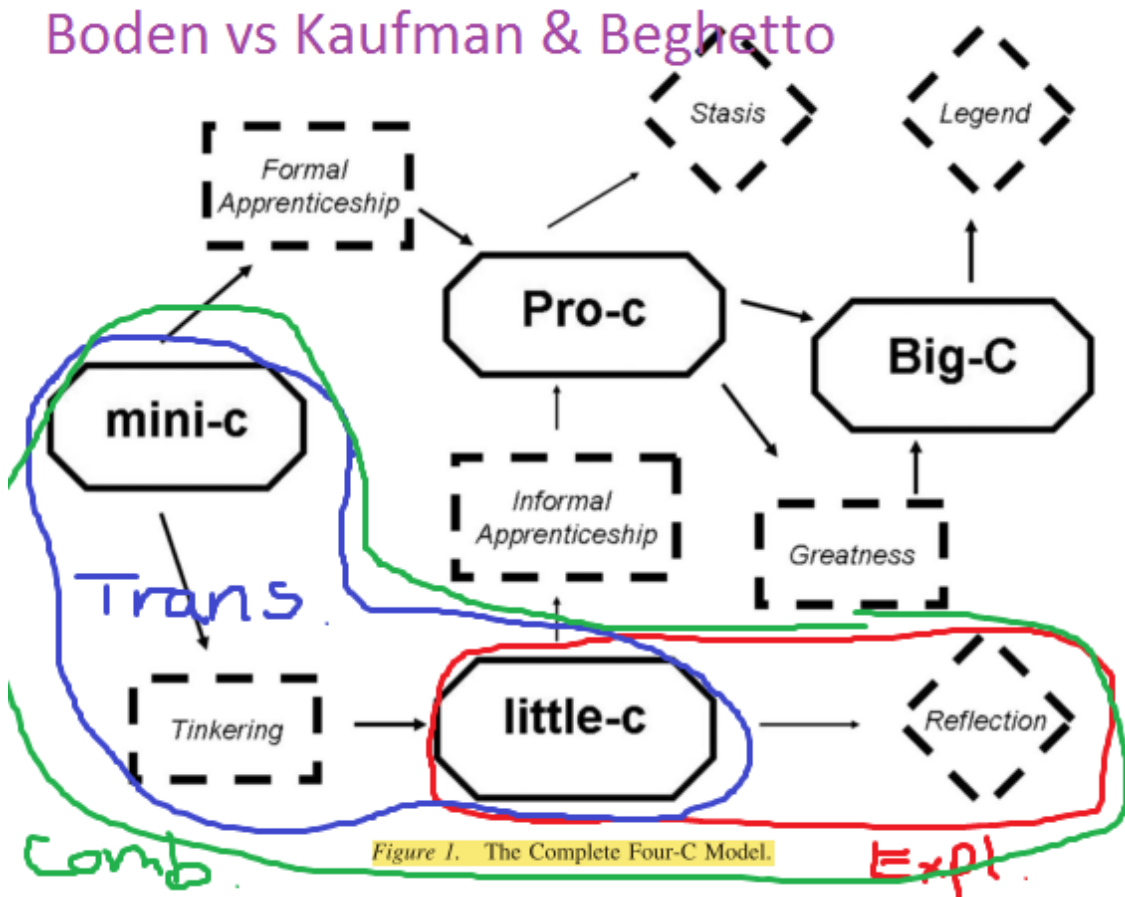 Boden vs Kaufman & Beghetto
Stasis
Legend
Formal
Apprenticeship
Pro-c
Big-C
mini-c
Informal
Apprenticeship
Greatness
Trans.
Tinkering
little-c
Reflection
Comb.
Figure 1. The Complete Four-C Model.
Expl.